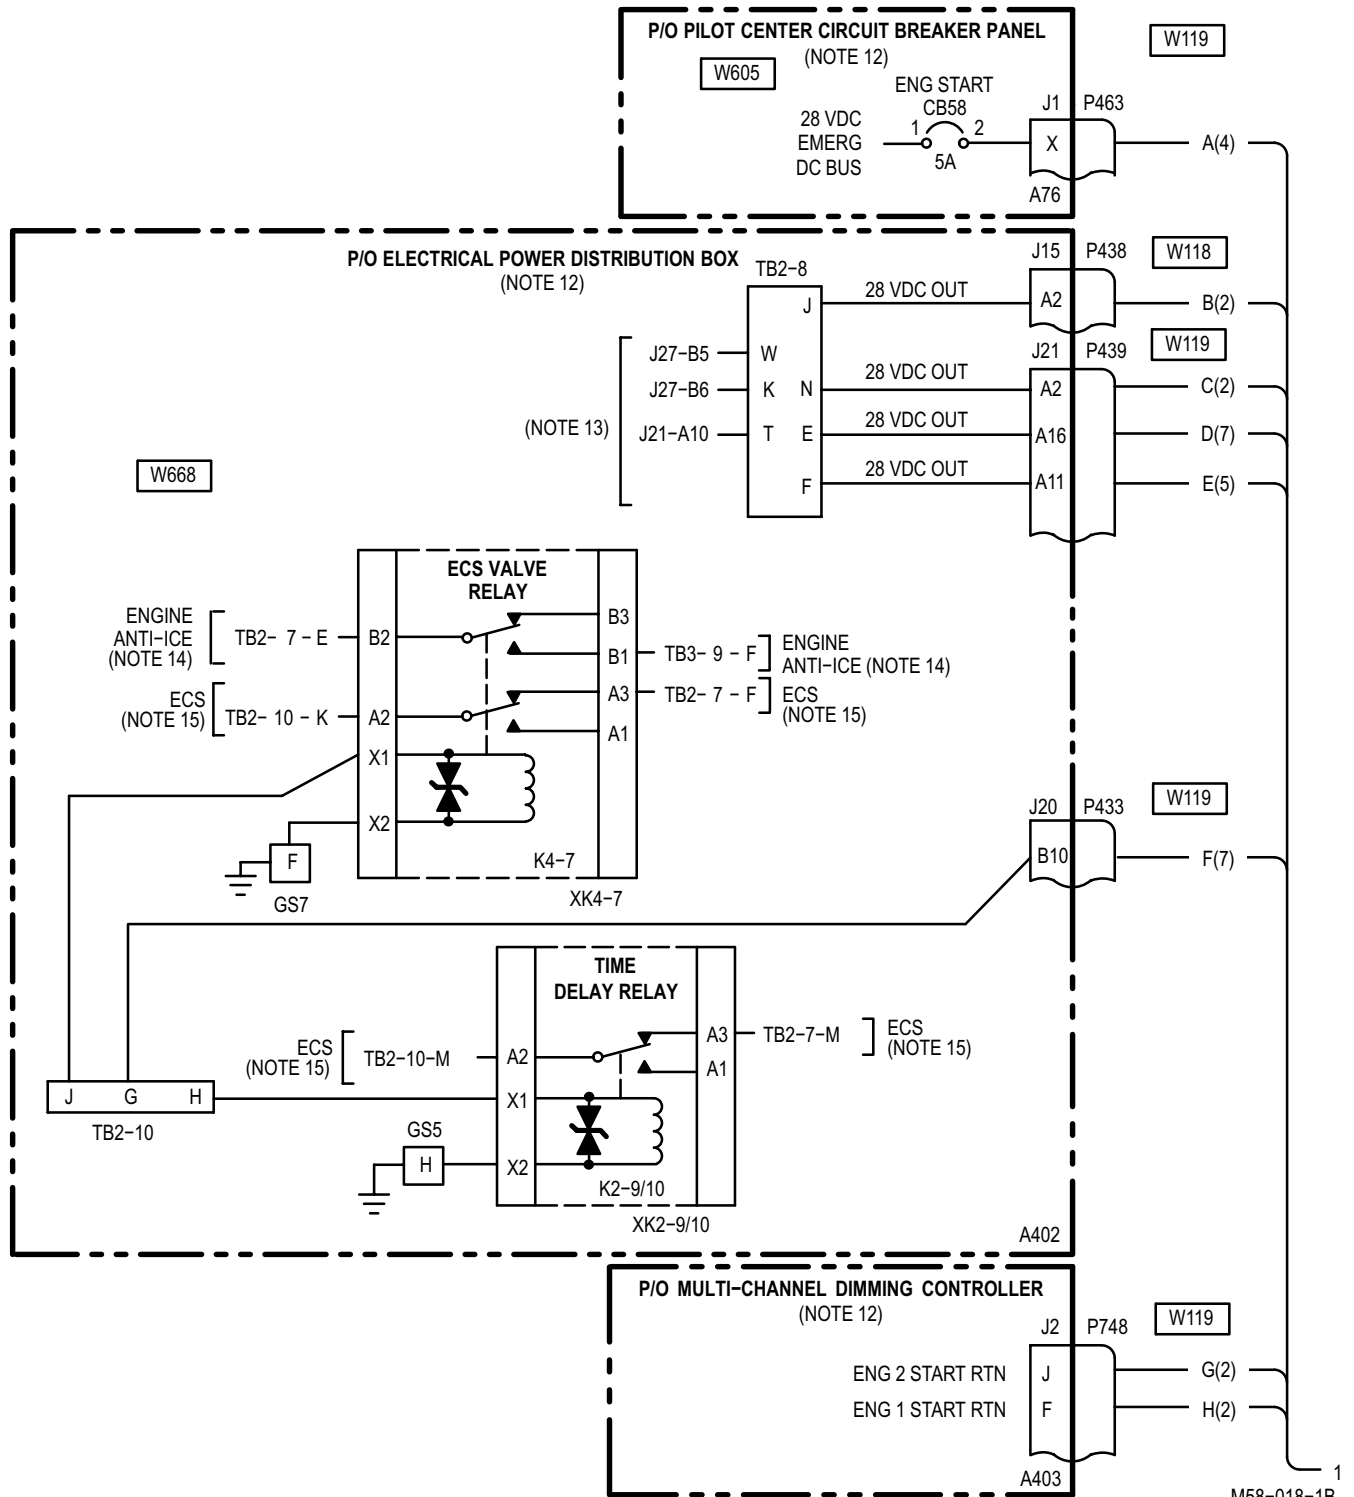 P/O PILOT CENTER CIRCUIT BREAKER PANEL
(NOTE 12)
W119
W605
ENG START
CB58
28 VDC
EMERG
DC BUS
1
2
5A
J1
P463
X
A(4)
A76
P/O ELECTRICAL POWER DISTRIBUTION BOX
(NOTE 12)
TB2-8
J15
P438
W118
J
28 VDC OUT
A2
B(2)
J21
P439
W119
J27-B5
W
J27-B6
K
N
28 VDC OUT
A2
C(2)
(NOTE 13)
J21-A10
T
E
28 VDC OUT
A16
D(7)
F
28 VDC OUT
A11
E(5)
W668
ECS VALVE
RELAY
ENGINE
ANTI-ICE
(NOTE 14)
TB2- 7 - E
B2
B3
B1
TB3- 9 - F
ENGINE
ANTI-ICE (NOTE 14)
ECS
(NOTE 15)
TB2- 10 - K
A2
A3
TB2- 7 - F
ECS
(NOTE 15)
A1
X1
X2
F
GS7
K4-7
XK4-7
J20
P433
W119
B10
F(7)
TIME
DELAY RELAY
ECS
(NOTE 15)
TB2-10-M
A2
A3
TB2-7-M
ECS
(NOTE 15)
A1
J
G
H
TB2-10
X1
GS5
H
X2
K2-9/10
XK2-9/10
A402
P/O MULTI-CHANNEL DIMMING CONTROLLER
(NOTE 12)
J2
P748
W119
ENG 2 START RTN
J
G(2)
ENG 1 START RTN
F
H(2)
A403
1
M58-018-1B